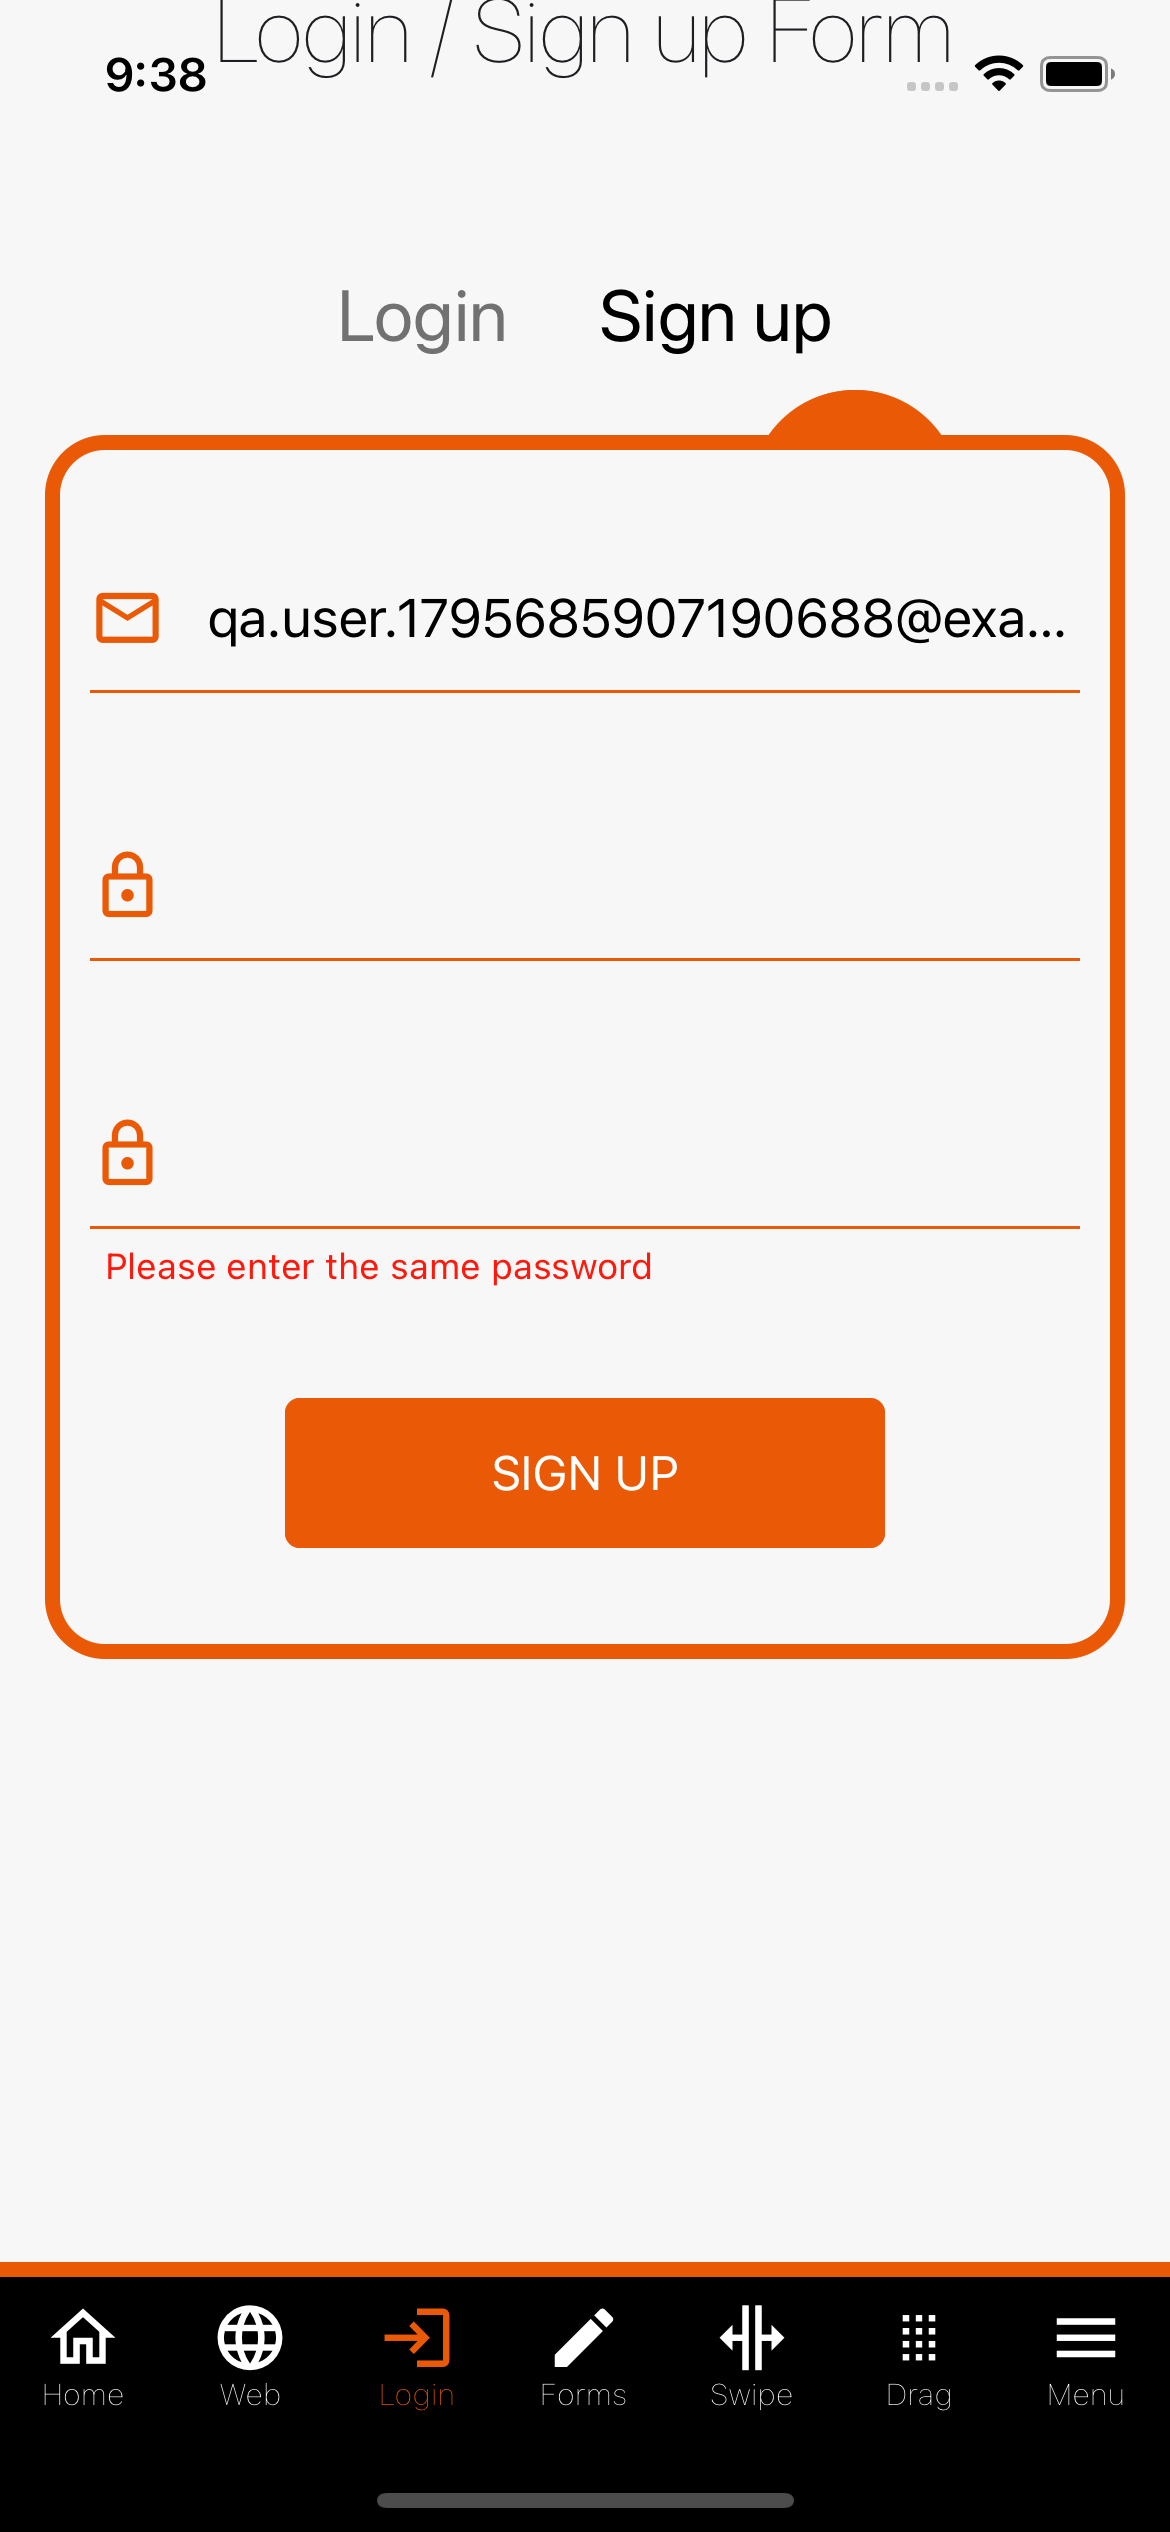 Login / Sign up Form
9:38
Login Sign up
qa.user.1795685907190688@exa...
Please enter the same password
SIGN UP
Home Web Login Forms Swipe Drag Menu